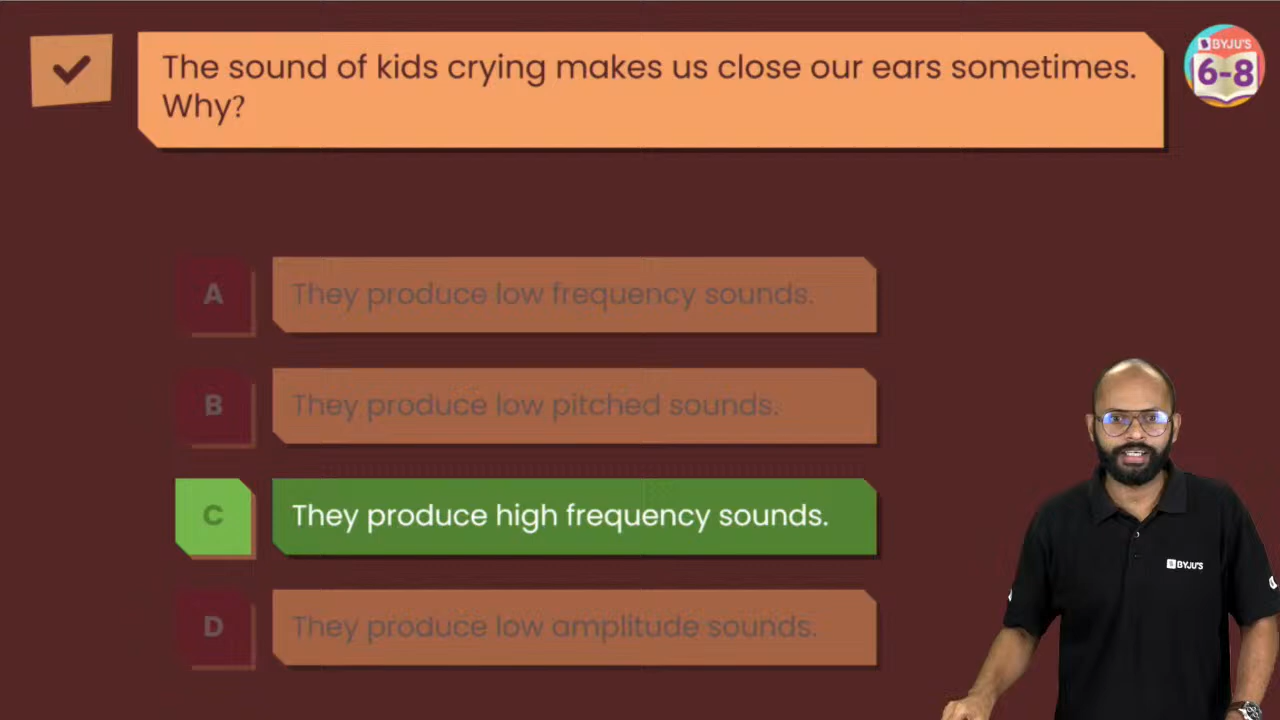 The sound of kids crying makes us close our ears sometimes.
Why?
BYJU'S
6-8
A
They produce low frequency sounds.
B
They produce low pitched sounds.
C
They produce high frequency sounds.
D
They produce low amplitude sounds.
BYJU'S